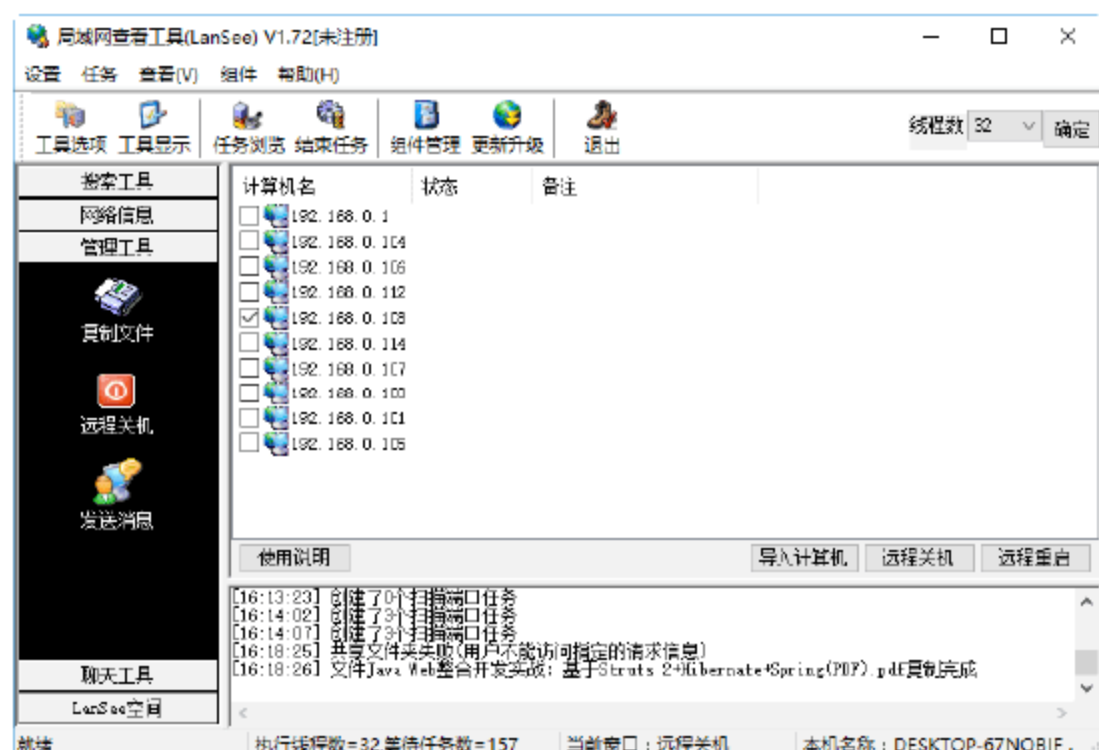 局域网查看工具(LanSee) V1.72[未注册]
设置 任务 查看(V) 组件 帮助(H)
工具选项 工具显示 任务浏览 结束任务 组件管理 更新升级 退出 线程数 32 确定
搜索工具
网络信息
管理工具
复制文件
远程关机
发送消息
聊天工具
LanSee空间
计算机名 状态 备注
192.168.0.1
192.168.0.104
192.168.0.106
192.168.0.112
192.168.0.108
192.168.0.114
192.168.0.107
192.168.0.100
192.168.0.101
192.168.0.105
使用说明 导入计算机 远程关机 远程重启
[16:13:23] 创建了0个扫描端口任务
[16:14:02] 创建了3个扫描端口任务
[16:14:07] 创建了3个扫描端口任务
[16:18:25] 共享文件夹失败(用户不能访问指定的请求信息)
[16:18:26] 文件Java Web整合开发实战：基于Struts 2+Hibernate+Spring(PDF).pdf复制完成
就绪 执行线程数=32 等待任务数=157 当前窗口：远程关机 本机名称：DESKTOP-67NOBIF.